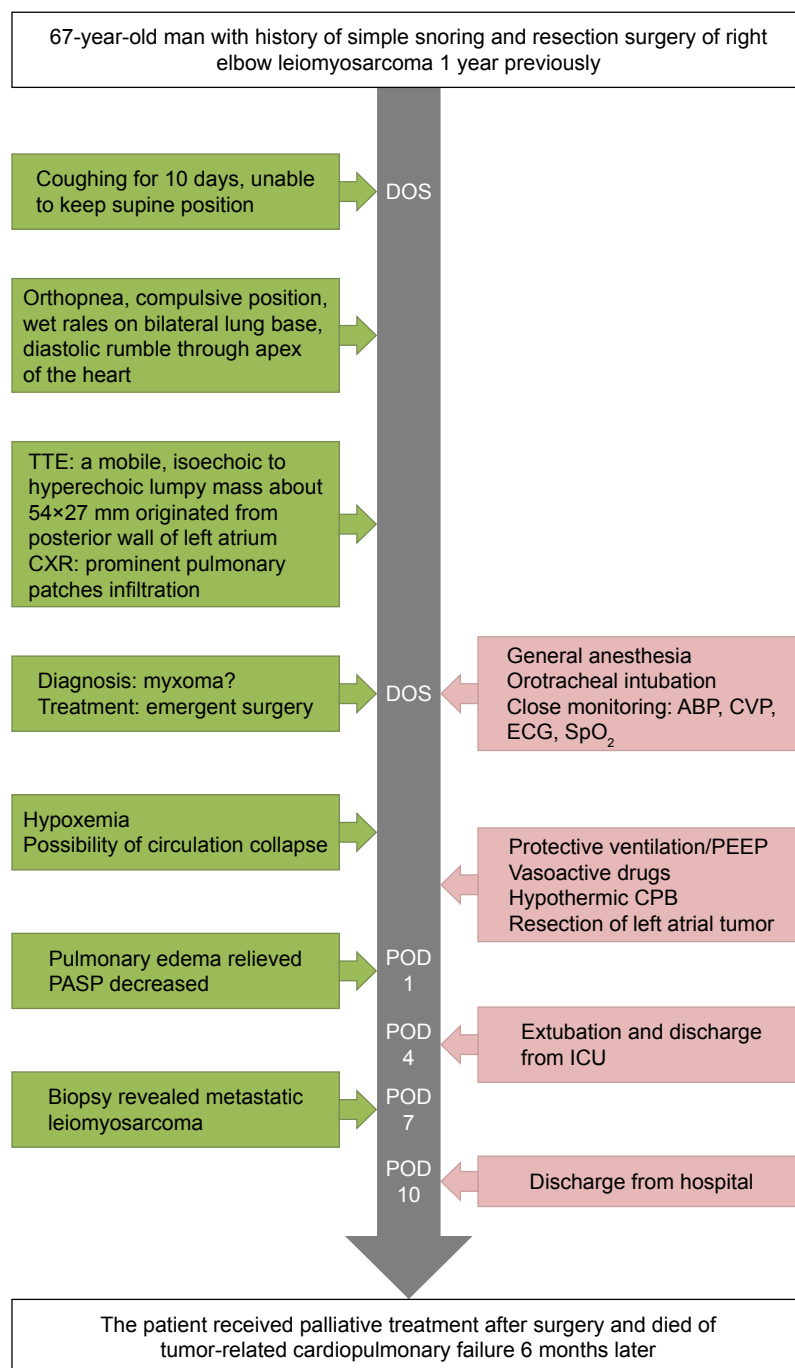 67-year-old man with history of simple snoring and resection surgery of right
elbow leiomyosarcoma 1 year previously
Coughing for 10 days, unable
to keep supine position
DOS
Orthopnea, compulsive position,
wet rales on bilateral lung base,
diastolic rumble through apex
of the heart
TTE: a mobile, isoechoic to
hyperechoic lumpy mass about
54×27 mm originated from
posterior wall of left atrium
CXR: prominent pulmonary
patches infiltration
Diagnosis: myxoma?
Treatment: emergent surgery
DOS
General anesthesia
Orotracheal intubation
Close monitoring: ABP, CVP,
ECG, SpO₂
Hypoxemia
Possibility of circulation collapse
Protective ventilation/PEEP
Vasoactive drugs
Hypothermic CPB
Resection of left atrial tumor
Pulmonary edema relieved
PASP decreased
POD
1
POD
4
Extubation and discharge
from ICU
Biopsy revealed metastatic
leiomyosarcoma
POD
7
POD
10
Discharge from hospital
The patient received palliative treatment after surgery and died of
tumor-related cardiopulmonary failure 6 months later